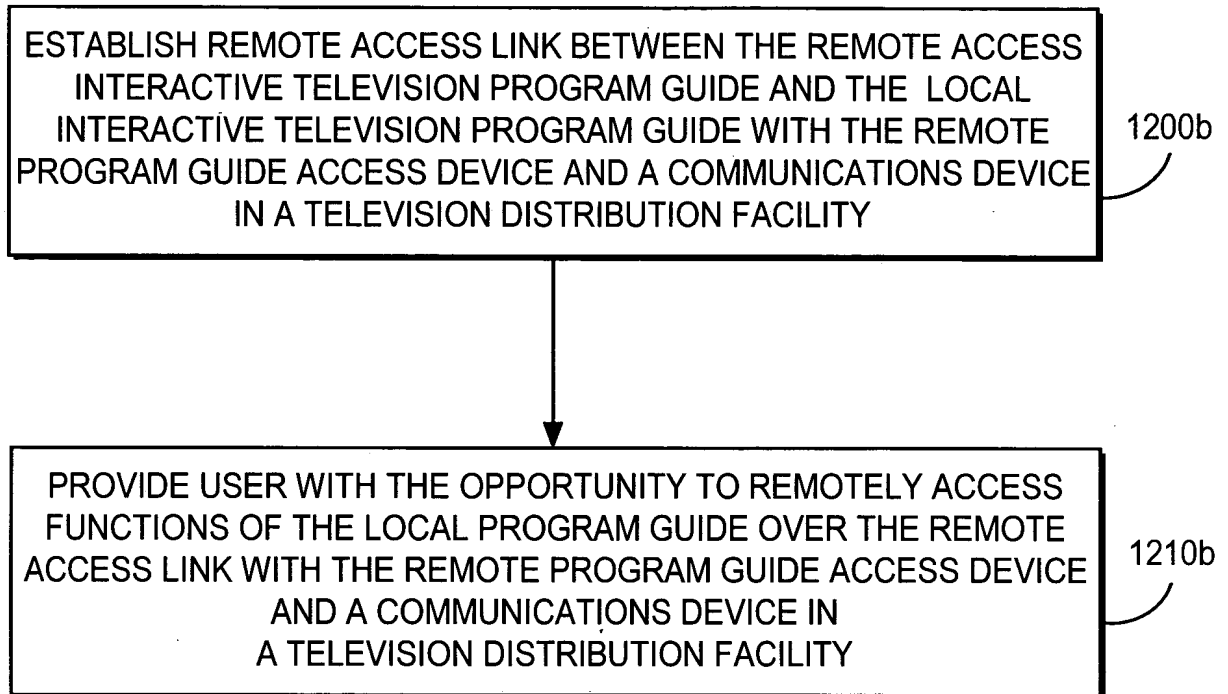 ESTABLISH REMOTE ACCESS LINK BETWEEN THE REMOTE ACCESS
INTERACTIVE TELEVISION PROGRAM GUIDE AND THE LOCAL
INTERACTIVE TELEVISION PROGRAM GUIDE WITH THE REMOTE
PROGRAM GUIDE ACCESS DEVICE AND A COMMUNICATIONS DEVICE
IN A TELEVISION DISTRIBUTION FACILITY
1200b
PROVIDE USER WITH THE OPPORTUNITY TO REMOTELY ACCESS
FUNCTIONS OF THE LOCAL PROGRAM GUIDE OVER THE REMOTE
ACCESS LINK WITH THE REMOTE PROGRAM GUIDE ACCESS DEVICE
AND A COMMUNICATIONS DEVICE IN
A TELEVISION DISTRIBUTION FACILITY
1210b